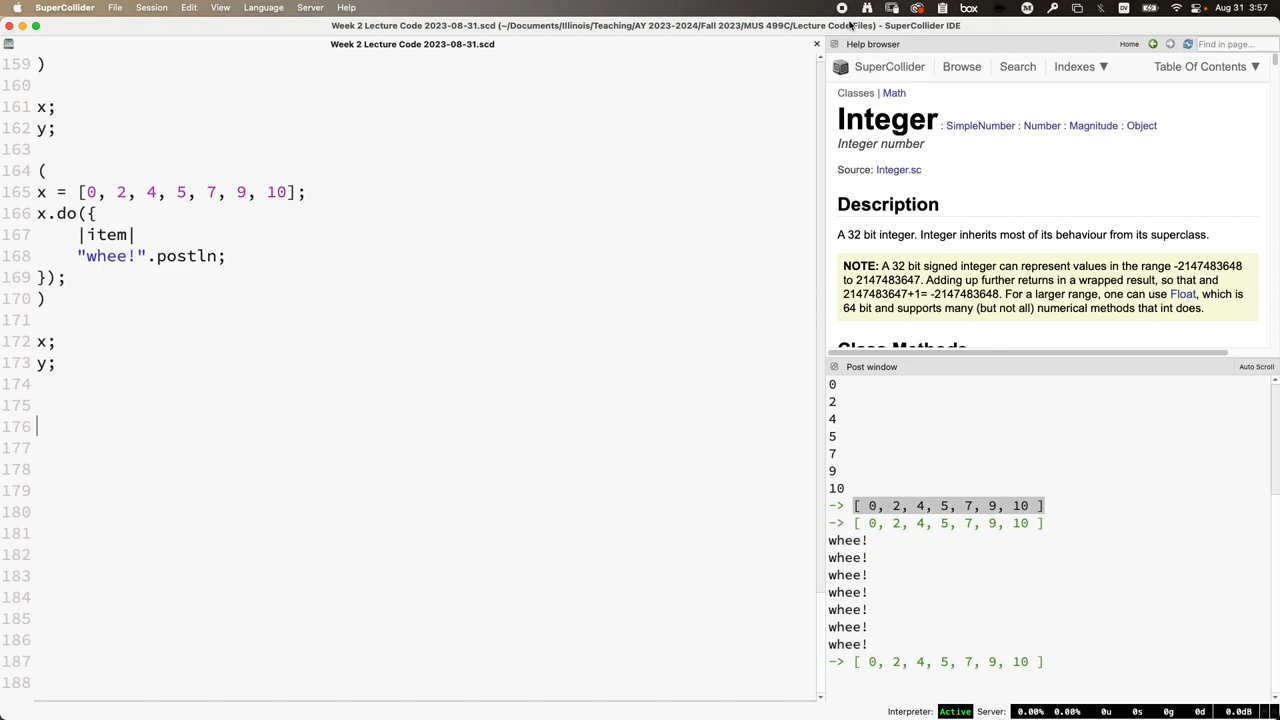 SuperCollider File Edit Session View Language Server Help box DV Aug 31 3:57
Week 2 Lecture Code 2023-08-31.scd (~/Documents/Illinois/Teaching/AY 2023-2024/Fall 2023/MUS 499C/Lecture Code Files) - SuperCollider IDE
Week 2 Lecture Code 2023-08-31.scd
159 )
160
161 x;
162 y;
163
164 (
165 x = [0, 2, 4, 5, 7, 9, 10];
166 x.do({
167 |item|
168 "whee!".postln;
169 });
170 )
171
172 x;
173 y;
174
175
176
177
178
179
180
181
182
183
184
185
186
187
188
Help browser Home Find in page...
SuperCollider Browse Search Indexes ▼ Table Of Contents ▼
Classes | Math
Integer : SimpleNumber : Number : Magnitude : Object
Integer number
Source: Integer.sc
Description
A 32 bit integer. Integer inherits most of its behaviour from its superclass.
NOTE: A 32 bit signed integer can represent values in the range -2147483648
to 2147483647. Adding up further returns in a wrapped result, so that and
2147483647+1= -2147483648. For a larger range, one can use Float, which is
64 bit and supports many (but not all) numerical methods that int does.
Class Methods
Post window Auto Scroll
0
2
4
5
7
9
10
-> [ 0, 2, 4, 5, 7, 9, 10 ]
-> [ 0, 2, 4, 5, 7, 9, 10 ]
whee!
whee!
whee!
whee!
whee!
whee!
whee!
-> [ 0, 2, 4, 5, 7, 9, 10 ]
Interpreter: Active Server: 0.00% 0.00% 0u 0s 0g 0d 0.0dB